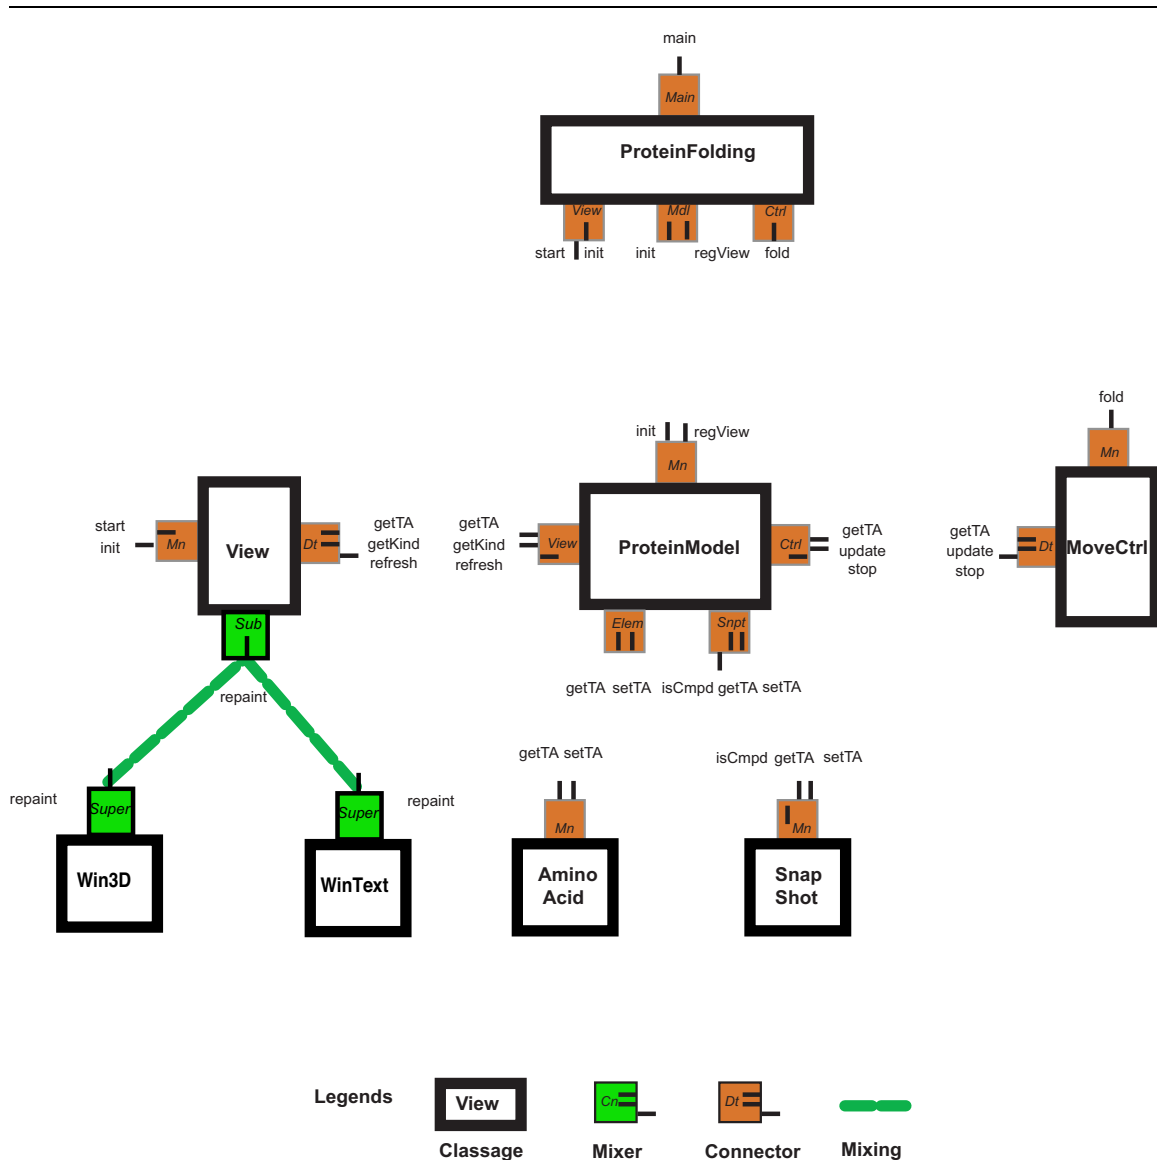 main
Main
ProteinFolding
View Mdl Ctrl
start init init regView fold
fold
Mn
init regView
Mn
start
init
Mn
View
Dt
getTA
getKind
refresh
getTA
getKind
refresh
View
ProteinModel
Ctrl
getTA
update
stop
getTA
update
stop
Dt
MoveCtrl
Sub
repaint
Elem Snpt
getTA setTA isCmpd getTA setTA
repaint
Super
Win3D
repaint
Super
WinText
getTA setTA
Mn
Amino
Acid
isCmpd getTA setTA
Mn
Snap
Shot
Legends
View
Classage
Cn
Mixer
Dt
Connector
Mixing